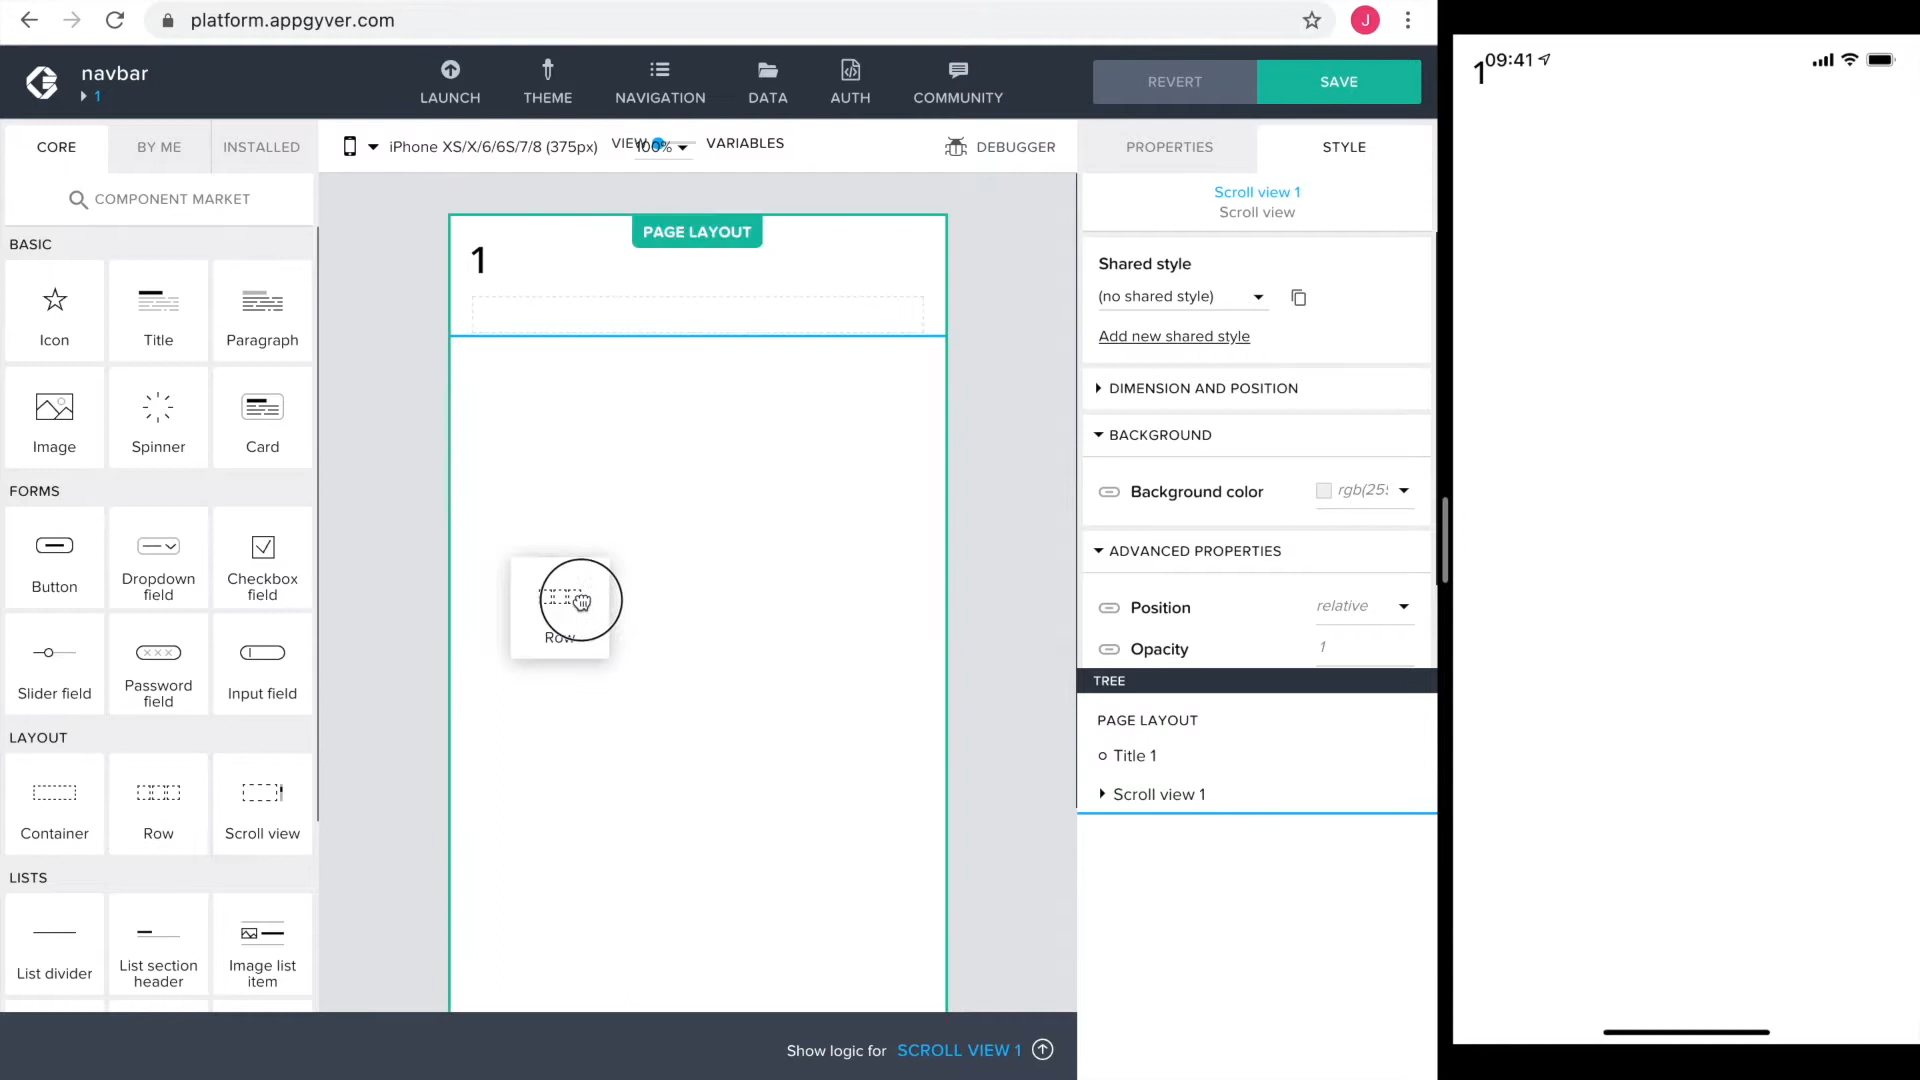 platform.appgyver.com
J
navbar
1
LAUNCH
THEME
NAVIGATION
DATA
AUTH
COMMUNITY
REVERT
SAVE
CORE
BY ME
INSTALLED
iPhone XS/X/6/6S/7/8 (375px)
VIEW
100%
VARIABLES
DEBUGGER
PROPERTIES
STYLE
COMPONENT MARKET
BASIC
Icon
Title
Paragraph
Image
Spinner
Card
FORMS
Button
Dropdown
field
Checkbox
field
Slider field
Password
field
Input field
LAYOUT
Container
Row
Scroll view
LISTS
List divider
List section
header
Image list
item
PAGE LAYOUT
1
Row
Show logic for SCROLL VIEW 1
Scroll view 1
Scroll view
Shared style
(no shared style)
Add new shared style
DIMENSION AND POSITION
BACKGROUND
Background color
rgb(255
ADVANCED PROPERTIES
Position
relative
Opacity
1
TREE
PAGE LAYOUT
Title 1
Scroll view 1
09:41
1